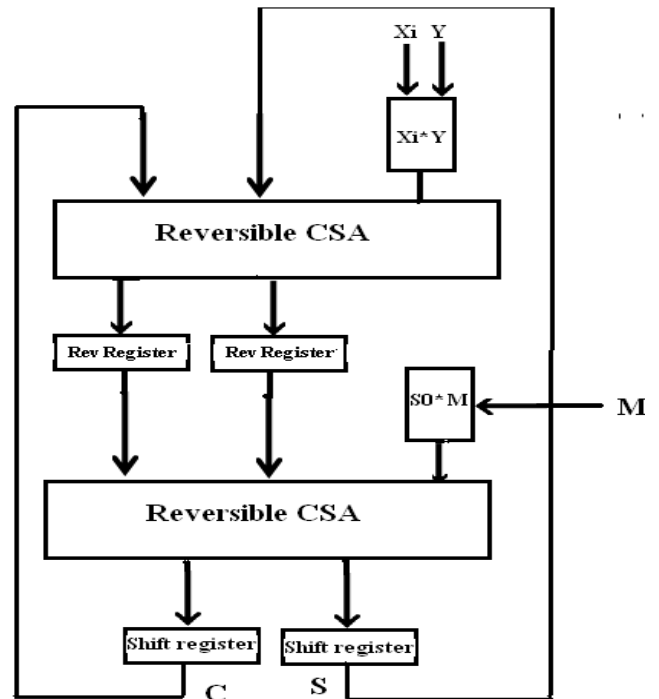 Xi Y
Xi*Y
Reversible CSA
Rev Register
Rev Register
S0*M
M
Reversible CSA
Shift register
Shift register
C
S